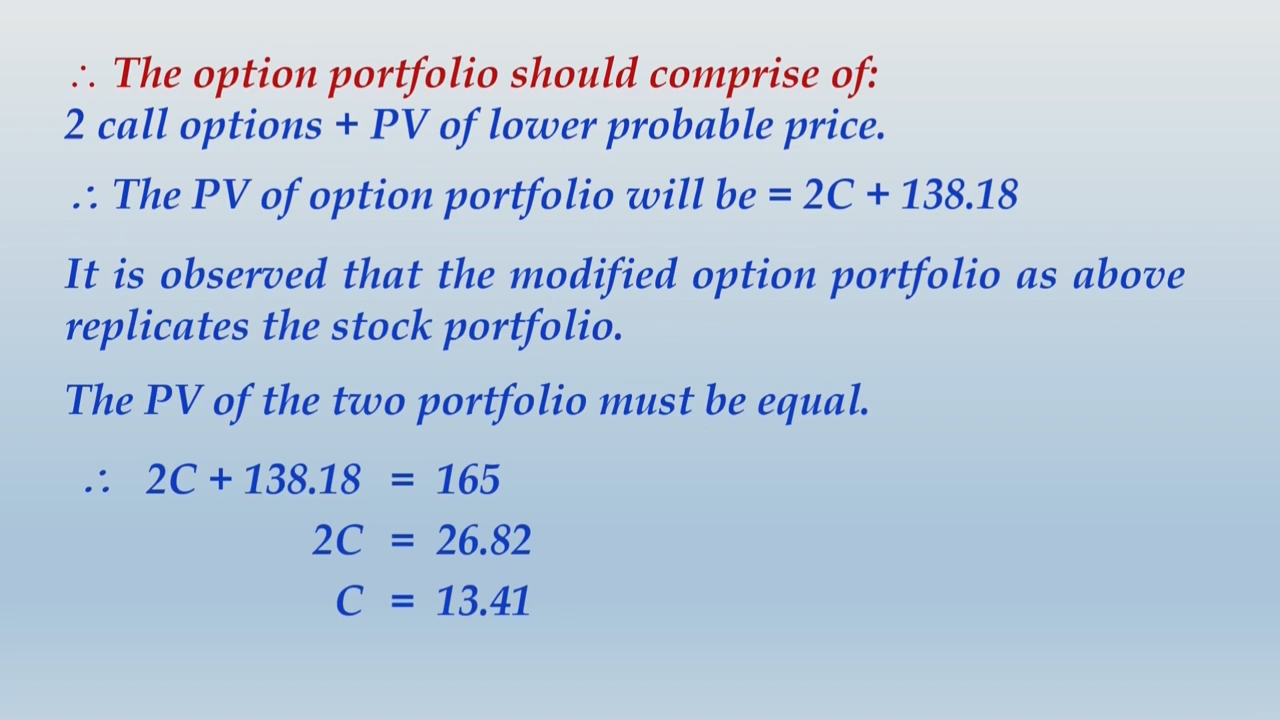 ∴ The option portfolio should comprise of:
2 call options + PV of lower probable price.
∴ The PV of option portfolio will be = 2C + 138.18
It is observed that the modified option portfolio as above
replicates the stock portfolio.
The PV of the two portfolio must be equal.
∴ 2C + 138.18 = 165
2C = 26.82
C = 13.41